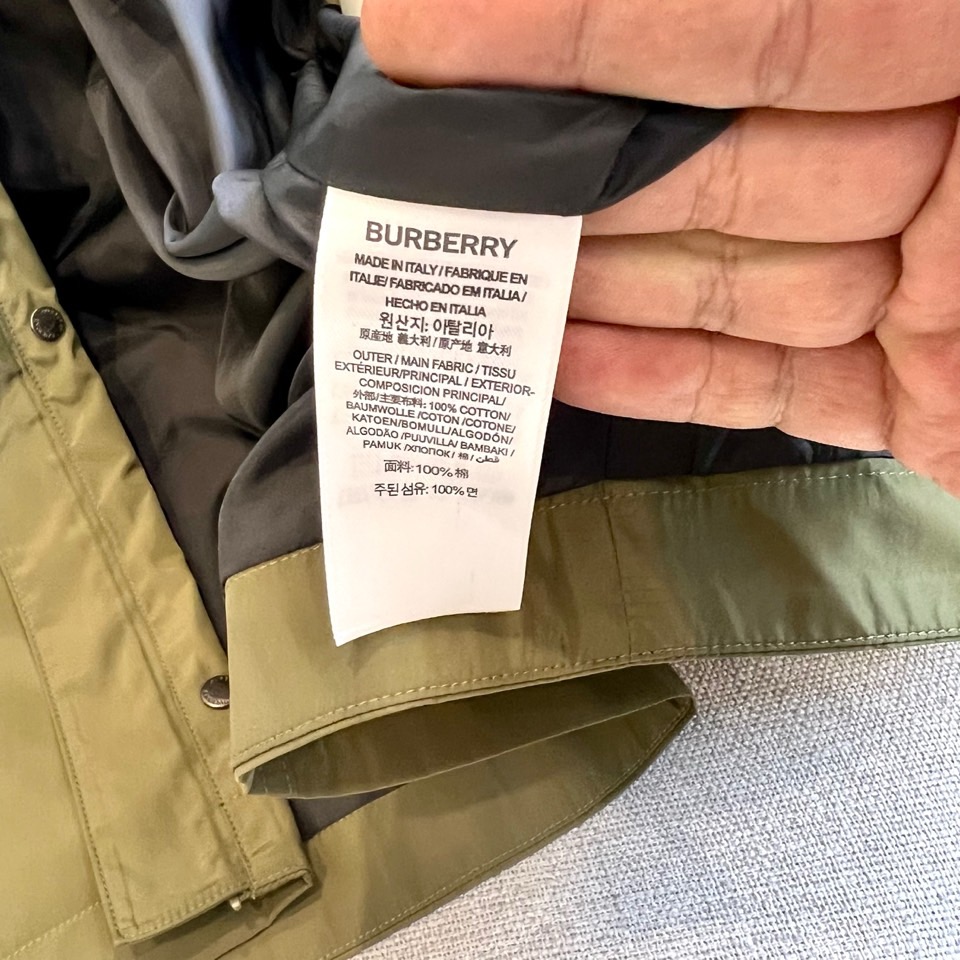 BURBERRY
MADE IN ITALY / FABRIQUE EN
ITALIE/ FABRICADO EM ITALIA /
HECHO EN ITALIA
원산지: 이탈리아
原産地 義大利 / 原产地 意大利
OUTER / MAIN FABRIC / TISSU
EXTÉRIEUR/PRINCIPAL / EXTERIOR-
COMPOSICION PRINCIPAL/
外部/主要布料: 100% COTTON/
BAUMWOLLE /COTON /COTONE/
KATOEN/BOMULL/ALGODÓN/
ALGODÃO /PUUVILLA/ BAMBAKI /
PAMUK /ХЛОПОК / 棉 / قطن
面料: 100% 棉
주된 섬유: 100% 면